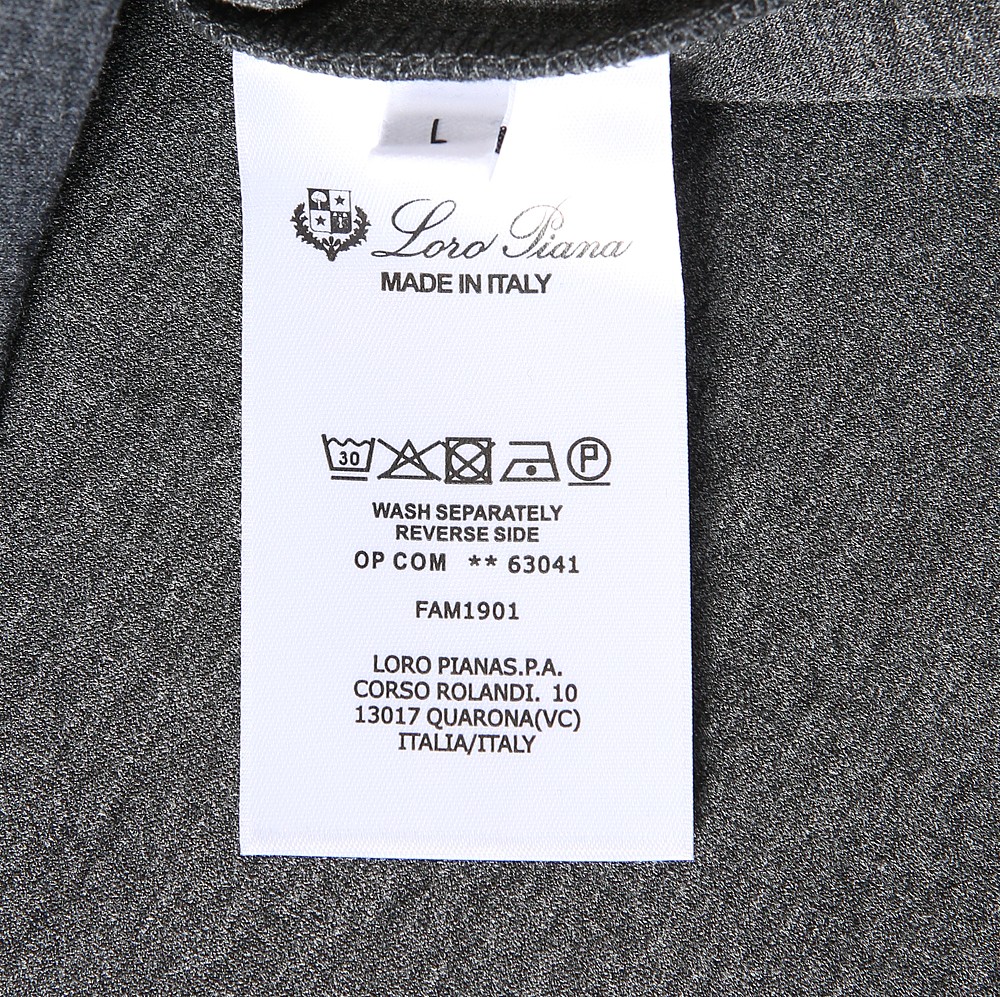 L
Loro Piana
MADE IN ITALY
30
P
WASH SEPARATELY
REVERSE SIDE
OP COM ** 63041
FAM1901
LORO PIANAS.P.A.
CORSO ROLANDI. 10
13017 QUARONA(VC)
ITALIA/ITALY